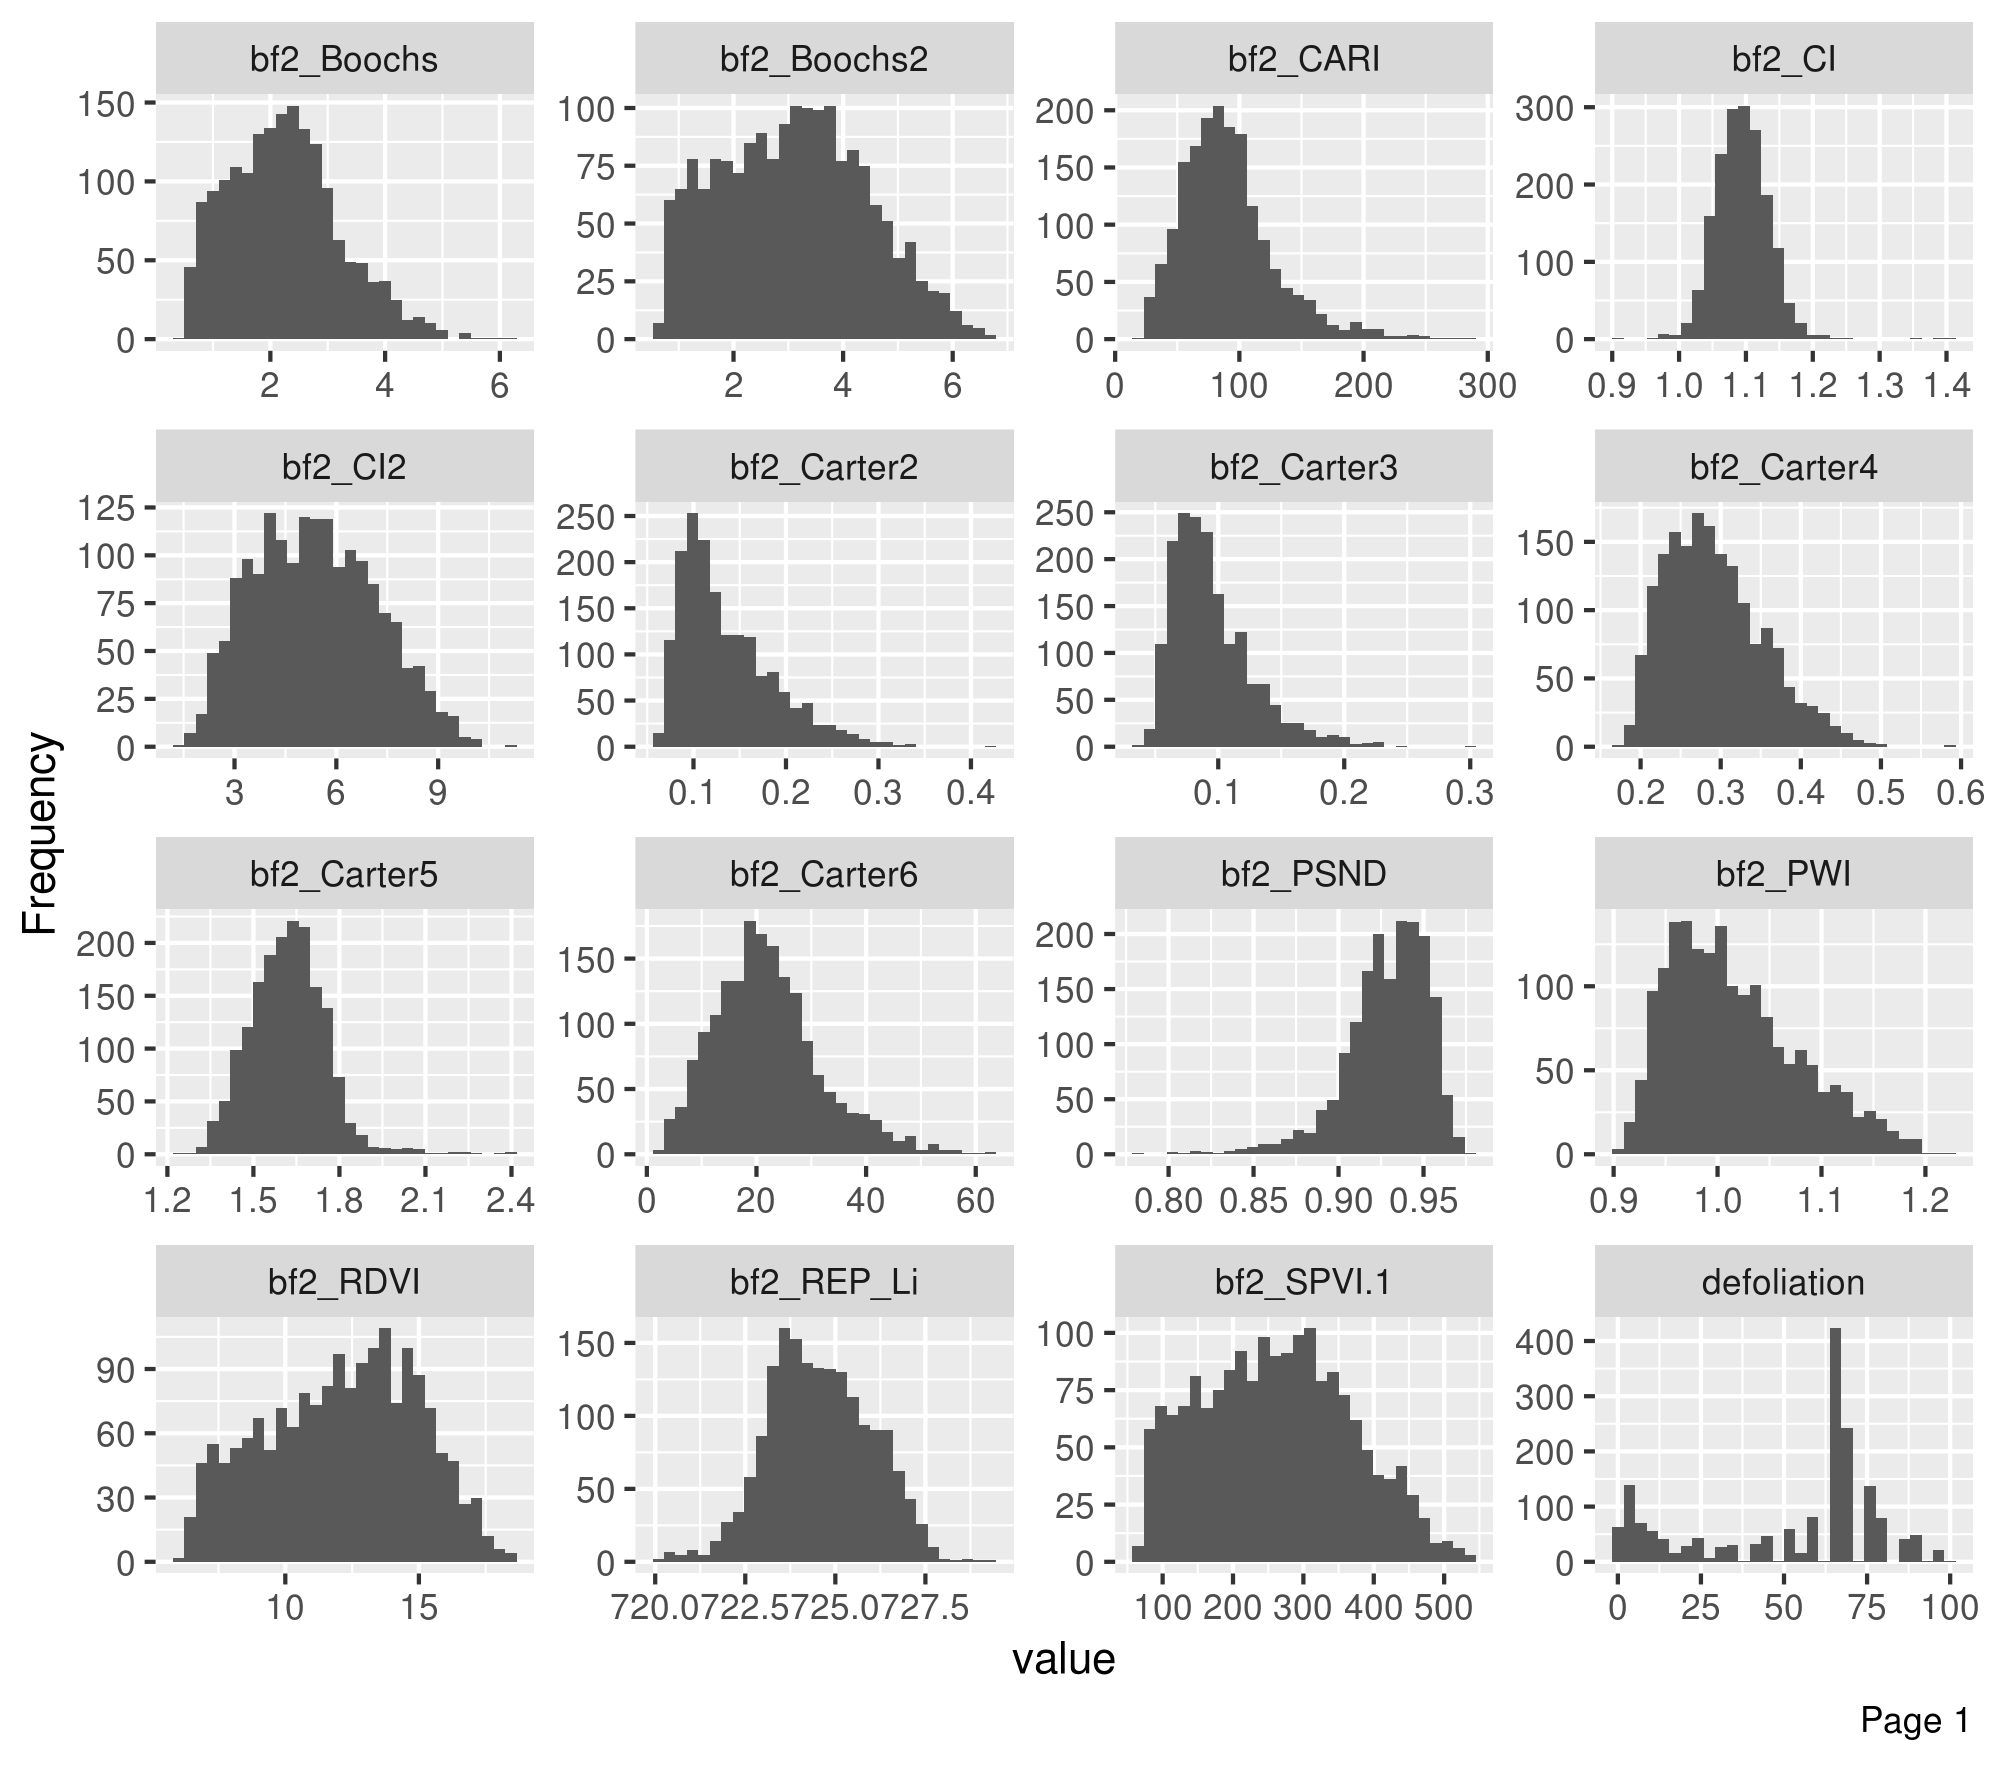 bf2_Boochs bf2_Boochs2 bf2_CARI bf2_CI
150 100 50 0
100 75 50 25 0
200 150 100 50 0
300 200 100 0
2 4 6 2 4 6 0 100 200 300 0.9 1.0 1.1 1.2 1.3 1.4
bf2_CI2 bf2_Carter2 bf2_Carter3 bf2_Carter4
125 100 75 50 25 0
250 200 150 100 50 0
250 200 150 100 50 0
150 100 50 0
3 6 9 0.1 0.2 0.3 0.4 0.1 0.2 0.3 0.2 0.3 0.4 0.5 0.6
Frequency
bf2_Carter5 bf2_Carter6 bf2_PSND bf2_PWI
200 150 100 50 0
150 100 50 0
200 150 100 50 0
100 50 0
1.2 1.5 1.8 2.1 2.4 0 20 40 60 0.80 0.85 0.90 0.95 0.9 1.0 1.1 1.2
bf2_RDVI bf2_REP_Li bf2_SPVI.1 defoliation
90 60 30 0
150 100 50 0
100 75 50 25 0
400 300 200 100 0
10 15 720.0 722.5 725.0 727.5 100 200 300 400 500 0 25 50 75 100
value
Page 1